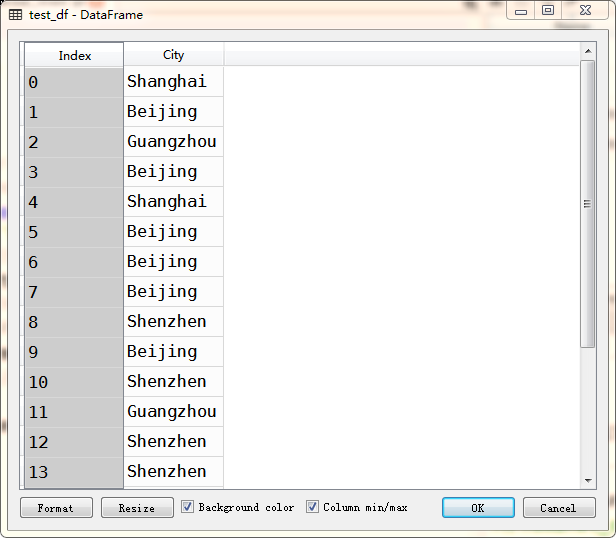 test_df - DataFrame
Index City
0 Shanghai
1 Beijing
2 Guangzhou
3 Beijing
4 Shanghai
5 Beijing
6 Beijing
7 Beijing
8 Shenzhen
9 Beijing
10 Shenzhen
11 Guangzhou
12 Shenzhen
13 Shenzhen
Format Resize Background color Column min/max OK Cancel